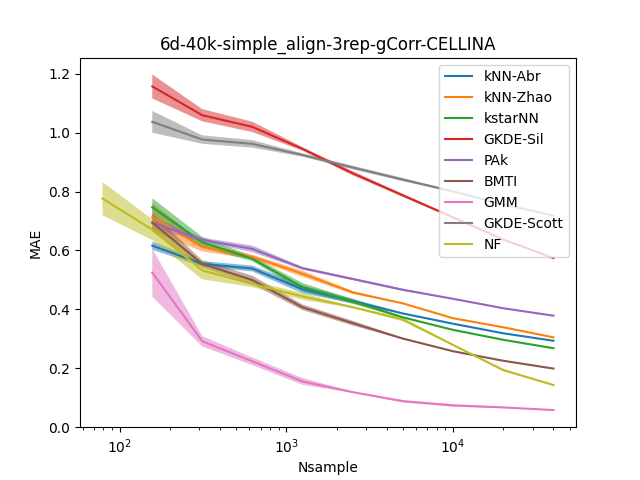 6d-40k-simple_align-3rep-gCorr-CELLINA
MAE
1.2
1.0
0.8
0.6
0.4
0.2
0.0
kNN-Abr
kNN-Zhao
kstarNN
GKDE-Sil
PAk
BMTI
GMM
GKDE-Scott
NF
10²
10³
10⁴
Nsample